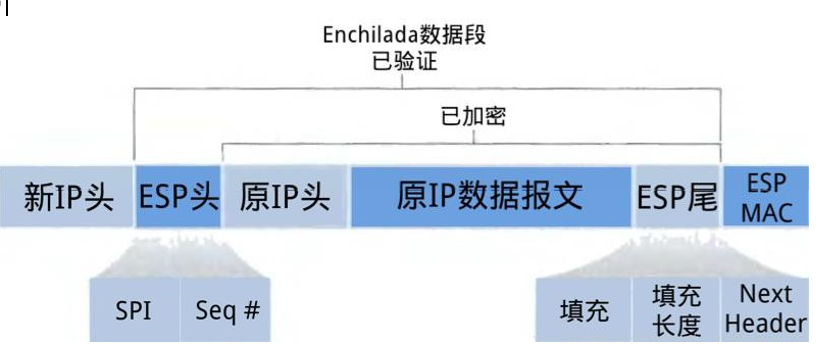 Enchilada数据段
已验证
已加密
新IP头
ESP头
原IP头
原IP数据报文
ESP尾
ESP
MAC
SPI
Seq #
填充
填充
长度
Next
Header